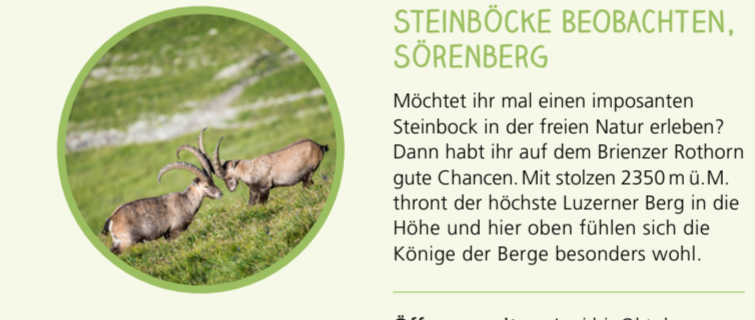 STEINBÖCKE BEOBACHTEN,
SÖRENBERG
Möchtet ihr mal einen imposanten
Steinbock in der freien Natur erleben?
Dann habt ihr auf dem Brienzer Rothorn
gute Chancen. Mit stolzen 2350 m ü. M.
thront der höchste Luzerner Berg in die
Höhe und hier oben fühlen sich die
Könige der Berge besonders wohl.